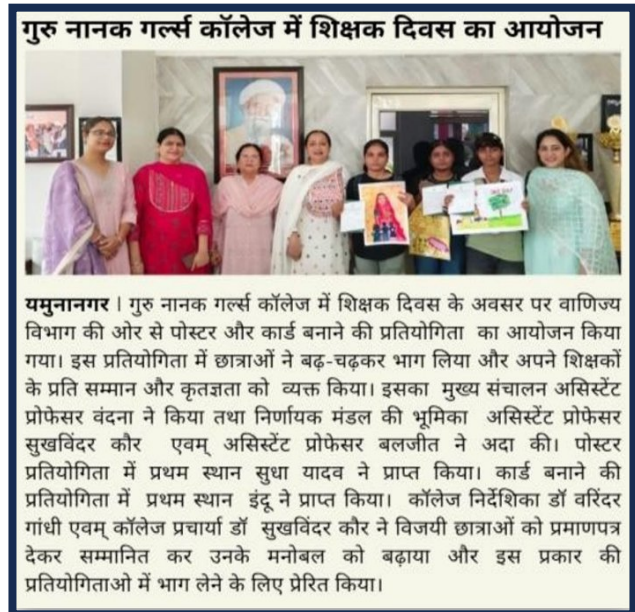 गुरु नानक गर्ल्स कॉलेज में शिक्षक दिवस का आयोजन
यमुनानगर । गुरु नानक गर्ल्स कॉलेज में शिक्षक दिवस के अवसर पर वाणिज्य
विभाग की ओर से पोस्टर और कार्ड बनाने की प्रतियोगिता का आयोजन किया
गया। इस प्रतियोगिता में छात्राओं ने बढ़-चढ़कर भाग लिया और अपने शिक्षकों
के प्रति सम्मान और कृतज्ञता को व्यक्त किया। इसका मुख्य संचालन असिस्टेंट
प्रोफेसर वंदना ने किया तथा निर्णायक मंडल की भूमिका असिस्टेंट प्रोफेसर
सुखविंदर कौर एवम् असिस्टेंट प्रोफेसर बलजीत ने अदा की। पोस्टर
प्रतियोगिता में प्रथम स्थान सुधा यादव ने प्राप्त किया। कार्ड बनाने की
प्रतियोगिता में प्रथम स्थान इंदू ने प्राप्त किया। कॉलेज निर्देशिका डॉ वरिंदर
गांधी एवम् कॉलेज प्रचार्या डॉ सुखविंदर कौर ने विजयी छात्राओं को प्रमाणपत्र
देकर सम्मानित कर उनके मनोबल को बढ़ाया और इस प्रकार की
प्रतियोगिताओ में भाग लेने के लिए प्रेरित किया।